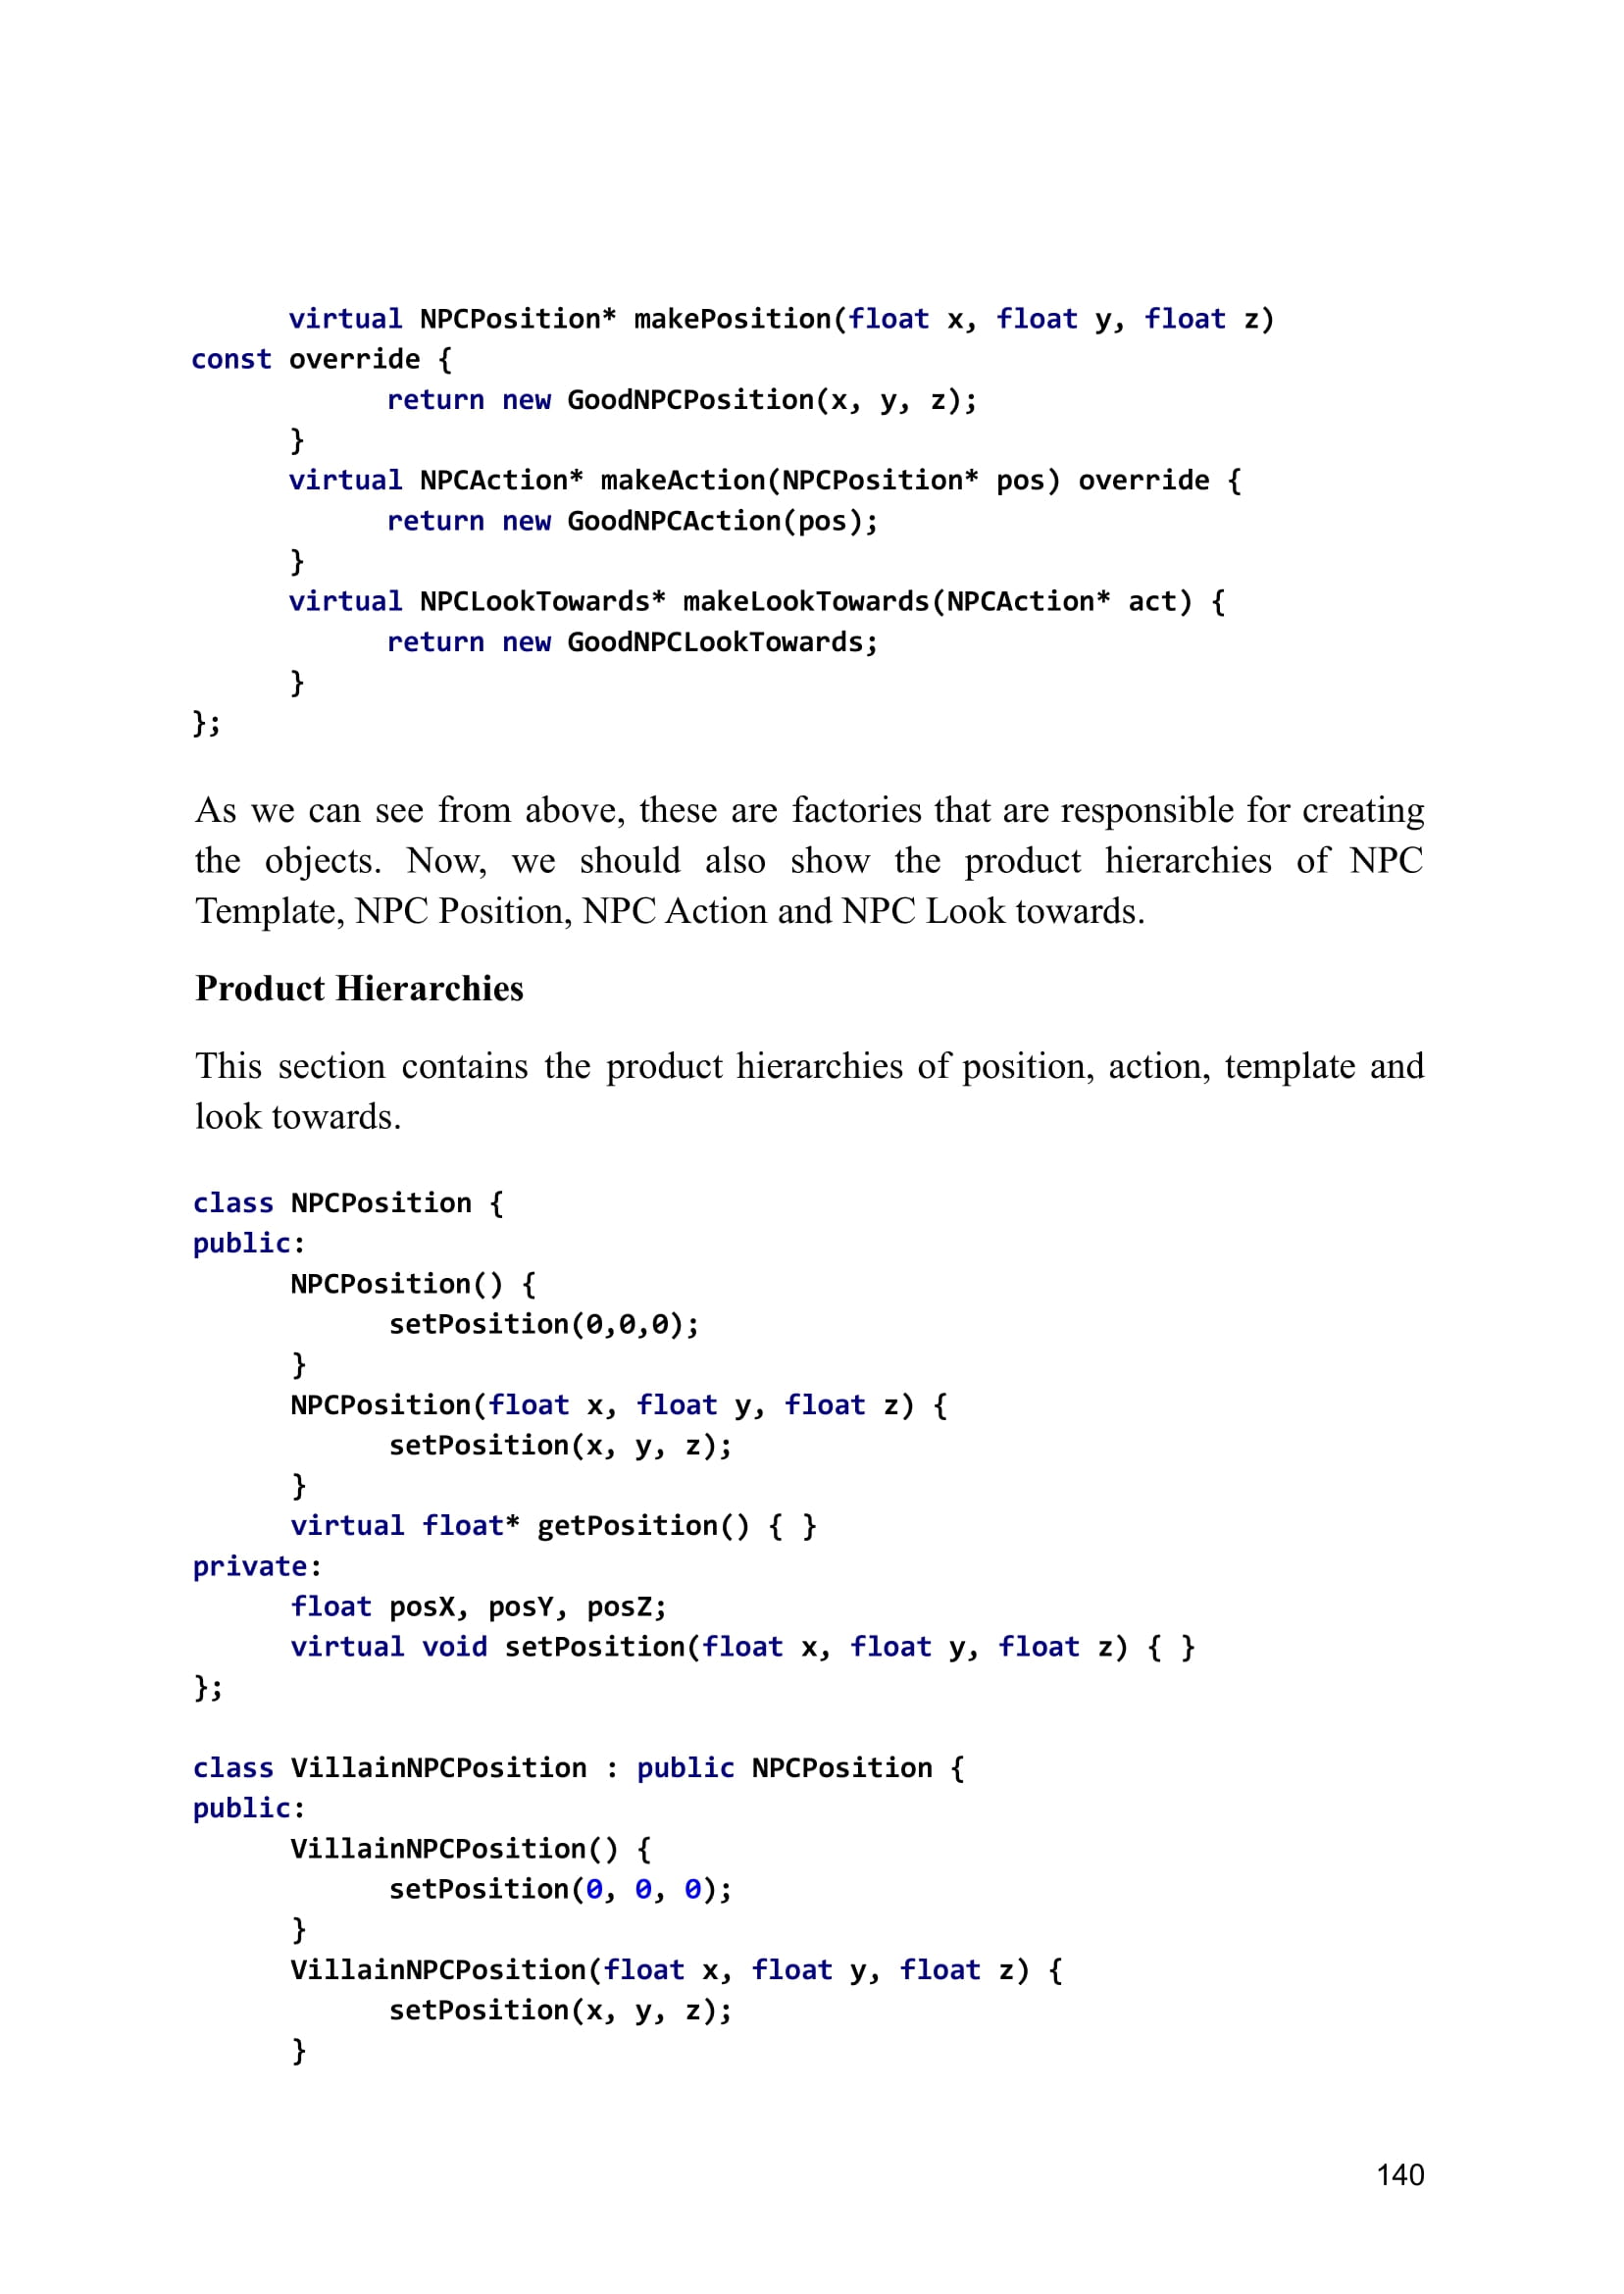 virtual NPCPosition* makePosition(float x, float y, float z)
const override {
return new GoodNPCPosition(x, y, z);
}
virtual NPCAction* makeAction(NPCPosition* pos) override {
return new GoodNPCAction(pos);
}
virtual NPCLookTowards* makeLookTowards(NPCAction* act) {
return new GoodNPCLookTowards;
}
};
As we can see from above, these are factories that are responsible for creating
the objects. Now, we should also show the product hierarchies of NPC
Template, NPC Position, NPC Action and NPC Look towards.
Product Hierarchies
This section contains the product hierarchies of position, action, template and
look towards.
class NPCPosition {
public:
NPCPosition() {
setPosition(0,0,0);
}
NPCPosition(float x, float y, float z) {
setPosition(x, y, z);
}
virtual float* getPosition() { }
private:
float posX, posY, posZ;
virtual void setPosition(float x, float y, float z) { }
};
class VillainNPCPosition : public NPCPosition {
public:
VillainNPCPosition() {
setPosition(0, 0, 0);
}
VillainNPCPosition(float x, float y, float z) {
setPosition(x, y, z);
}
140